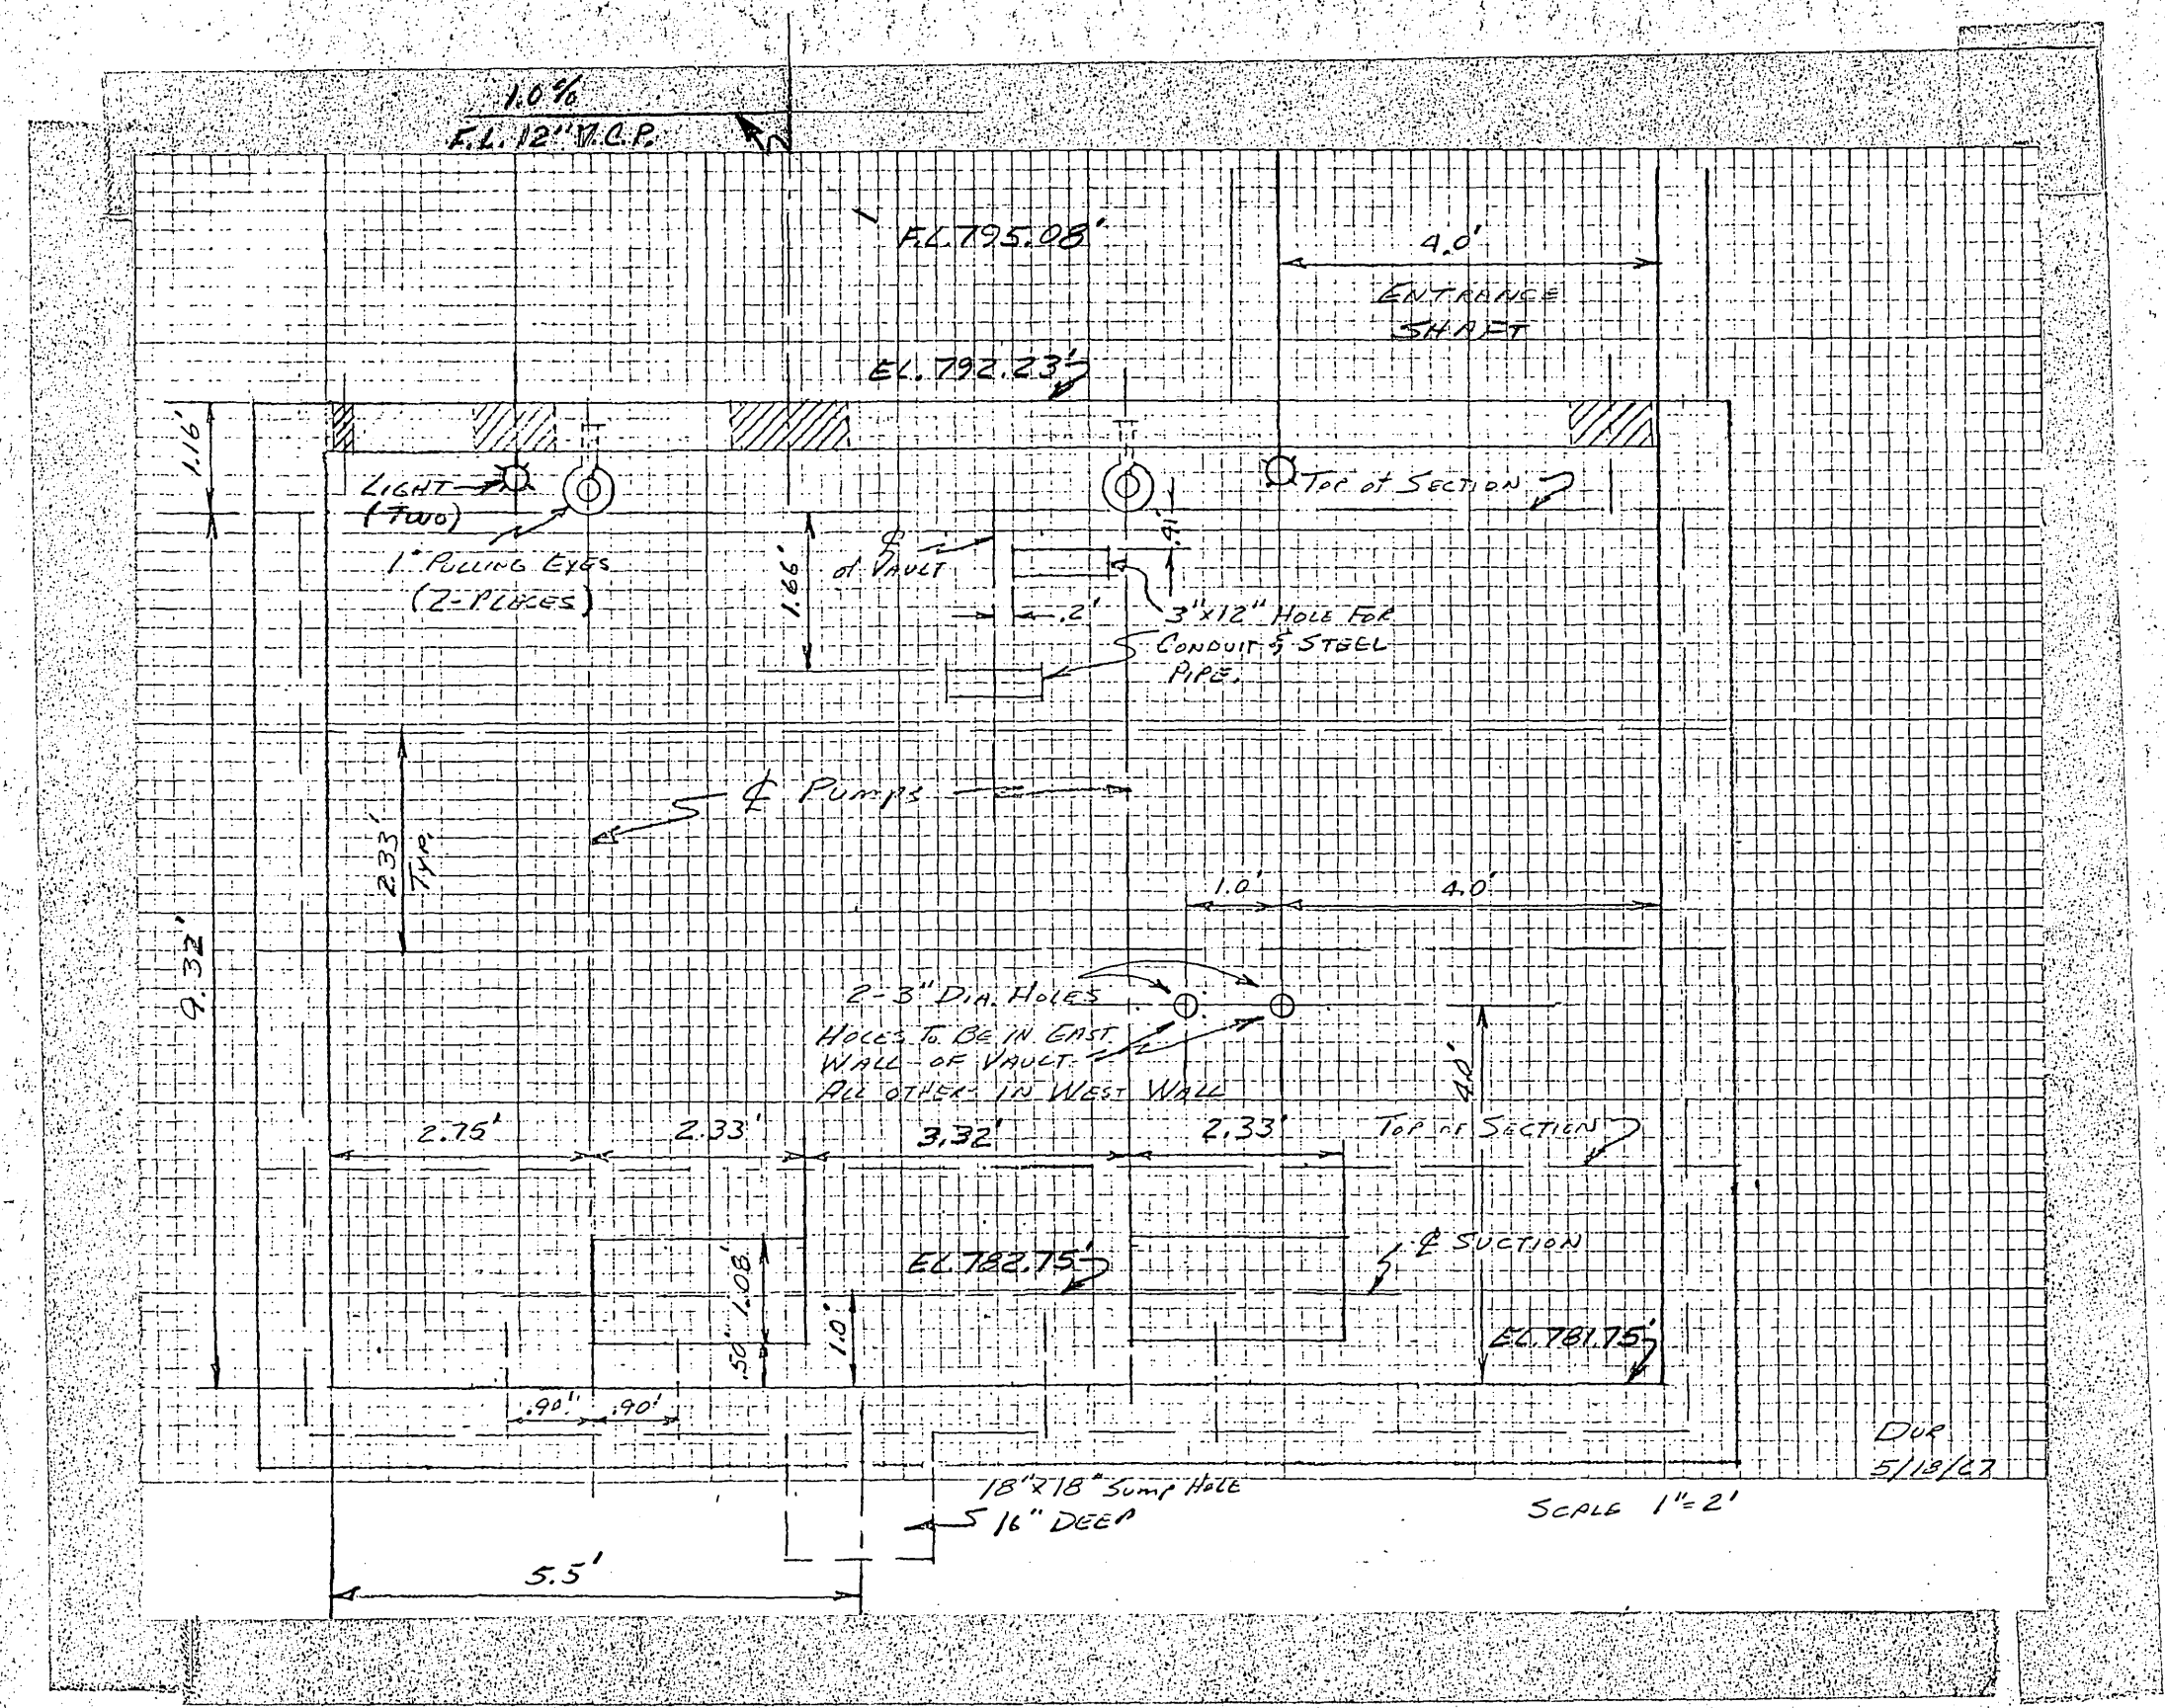 1.0%
F.L. 12" V.C.P.
F.L. 795.08'
4.0'
ENTRANCE
SHAFT
EL. 792.23'
1.16'
LIGHT
(TWO)
TOP of SECTION
1" PULLING EYES
(2-PLACES)
1.66'
℄
of VAULT
.41'
.2'
3"x12" HOLE FOR
CONDUIT & STEEL
PIPE.
℄ Pumps
2.33'
TYP.
1.0'
4.0'
9.32'
2-3" DIA. HOLES
HOLES TO BE IN EAST
WALL OF VAULT
ALL OTHERS IN WEST WALL
4.0'
2.75'
2.33'
3.32'
2.33'
TOP OF SECTION
℄ SUCTION
EL 782.75'
1.08'
.50'
1.0'
EL. 781.75'
.90'
.90'
DUR
18"x18" Sump HOLE
16" DEEP
SCALE 1"=2'
5.5'